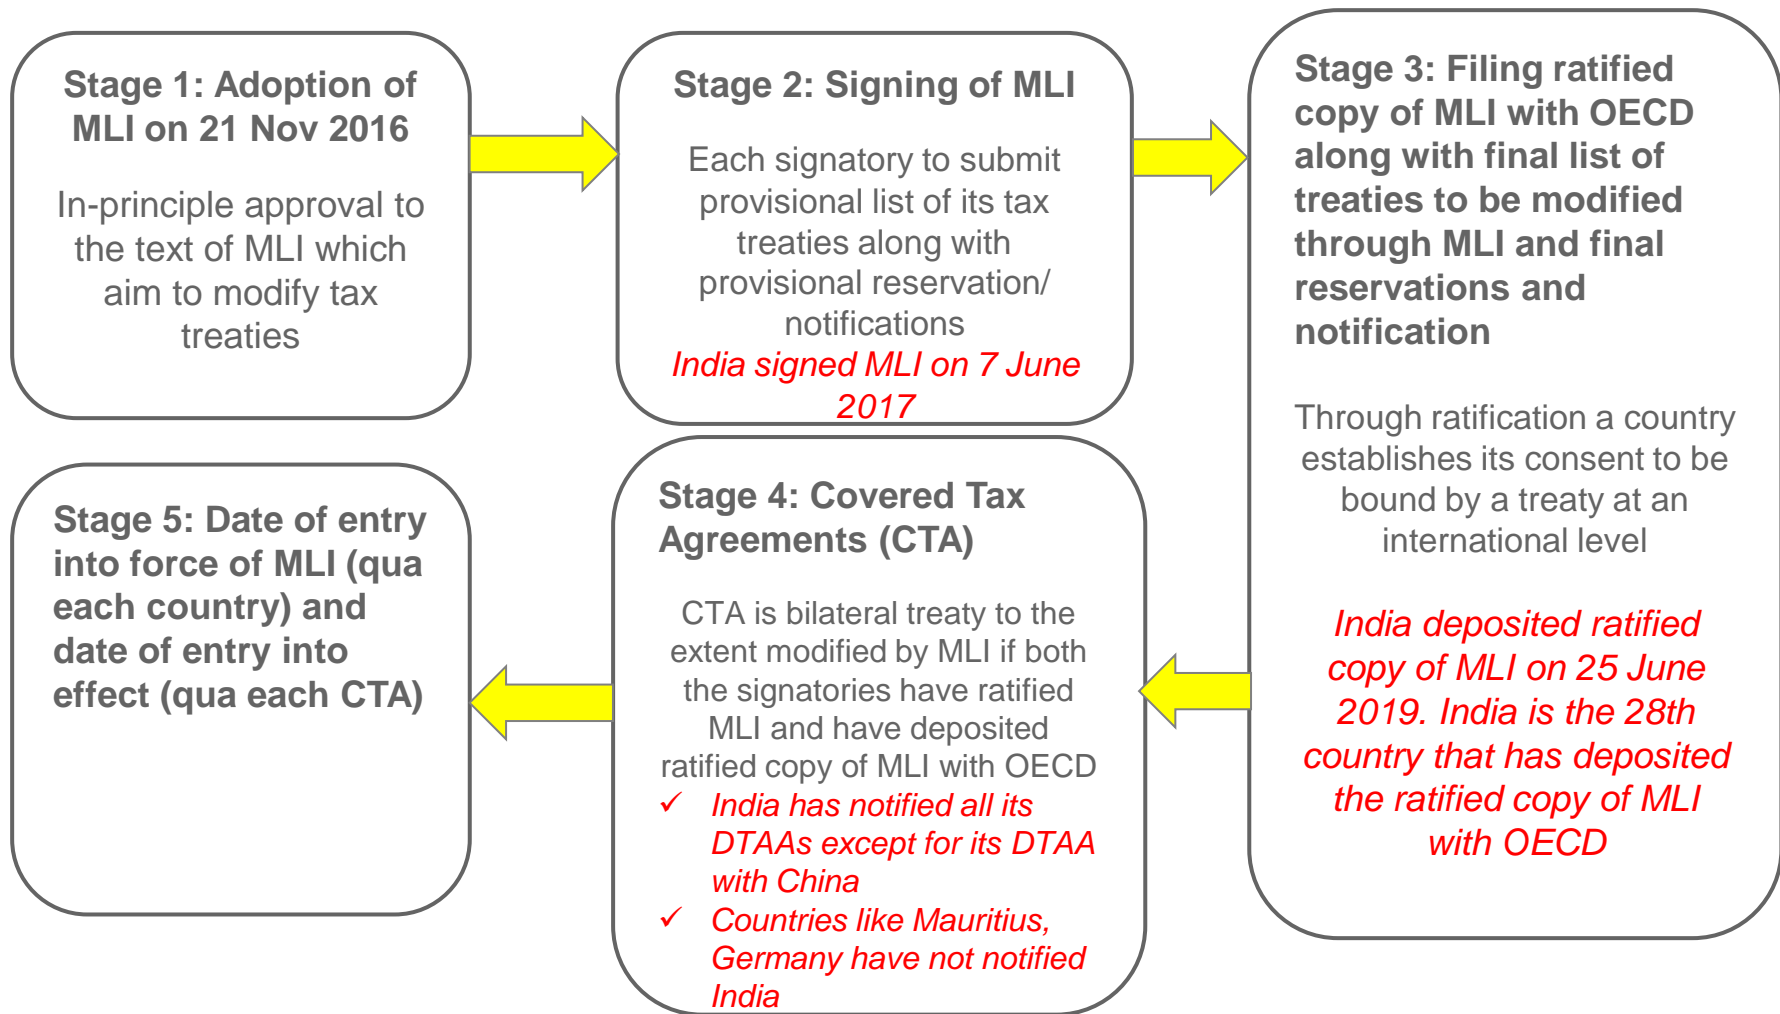 Stage 1: Adoption of
MLI on 21 Nov 2016
In-principle approval to
the text of MLI which
aim to modify tax
treaties
Stage 2: Signing of MLI
Each signatory to submit
provisional list of its tax
treaties along with
provisional reservation/
notifications
India signed MLI on 7 June
2017
Stage 3: Filing ratified
copy of MLI with OECD
along with final list of
treaties to be modified
through MLI and final
reservations and
notification
Through ratification a country
establishes its consent to be
bound by a treaty at an
international level
India deposited ratified
copy of MLI on 25 June
2019. India is the 28th
country that has deposited
the ratified copy of MLI
with OECD
Stage 4: Covered Tax
Agreements (CTA)
CTA is bilateral treaty to the
extent modified by MLI if both
the signatories have ratified
MLI and have deposited
ratified copy of MLI with OECD
✓ India has notified all its
DTAAs except for its DTAA
with China
✓ Countries like Mauritius,
Germany have not notified
India
Stage 5: Date of entry
into force of MLI (qua
each country) and
date of entry into
effect (qua each CTA)